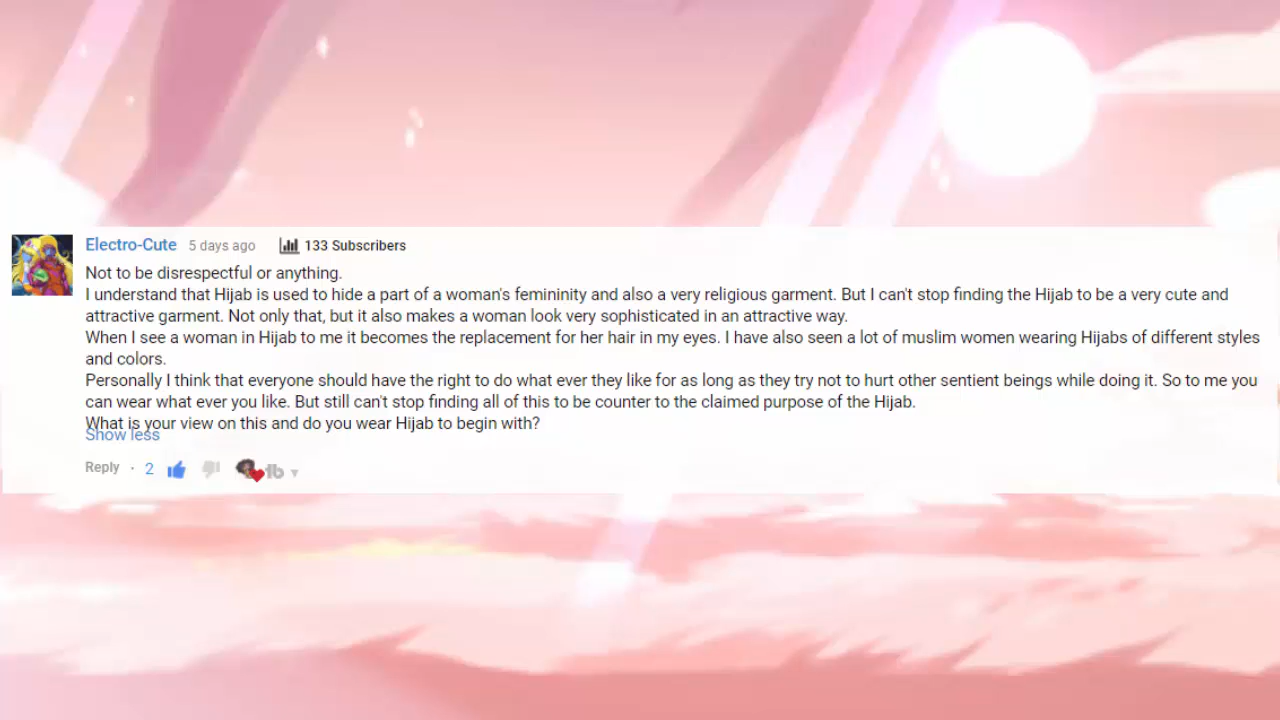 Electro-Cute 5 days ago 133 Subscribers
Not to be disrespectful or anything.
I understand that Hijab is used to hide a part of a woman's femininity and also a very religious garment. But I can't stop finding the Hijab to be a very cute and
attractive garment. Not only that, but it also makes a woman look very sophisticated in an attractive way.
When I see a woman in Hijab to me it becomes the replacement for her hair in my eyes. I have also seen a lot of muslim women wearing Hijabs of different styles
and colors.
Personally I think that everyone should have the right to do what ever they like for as long as they try not to hurt other sentient beings while doing it. So to me you
can wear what ever you like. But still can't stop finding all of this to be counter to the claimed purpose of the Hijab.
What is your view on this and do you wear Hijab to begin with?
Show less
Reply · 2 tb